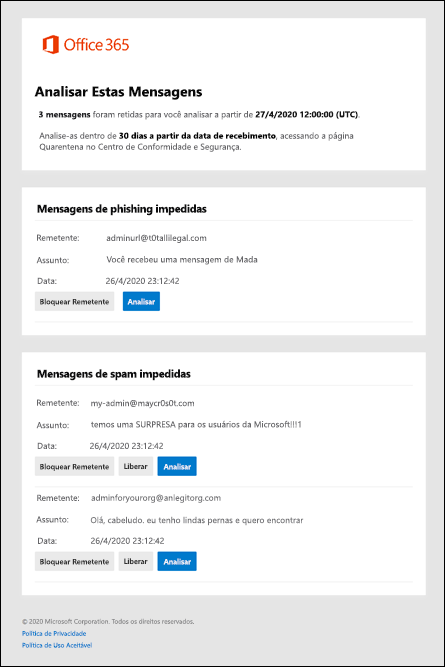 Office 365
Analisar Estas Mensagens
3 mensagens foram retidas para você analisar a partir de 27/4/2020 12:00:00 (UTC).
Analise-as dentro de 30 dias a partir da data de recebimento, acessando a página
Quarentena no Centro de Conformidade e Segurança.
Mensagens de phishing impedidas
Remetente: adminurl@t0tallilegal.com
Assunto: Você recebeu uma mensagem de Mada
Data: 26/4/2020 23:12:42
Bloquear Remetente Analisar
Mensagens de spam impedidas
Remetente: my-admin@maycr0s0t.com
Assunto: temos uma SURPRESA para os usuários da Microsoft!!!1
Data: 26/4/2020 23:12:42
Bloquear Remetente Liberar Analisar
Remetente: adminforyourorg@anlegitorg.com
Assunto: Olá, cabeludo. eu tenho lindas pernas e quero encontrar
Data: 26/4/2020 23:12:42
Bloquear Remetente Liberar Analisar
© 2020 Microsoft Corporation. Todos os direitos reservados.
Política de Privacidade
Política de Uso Aceitável